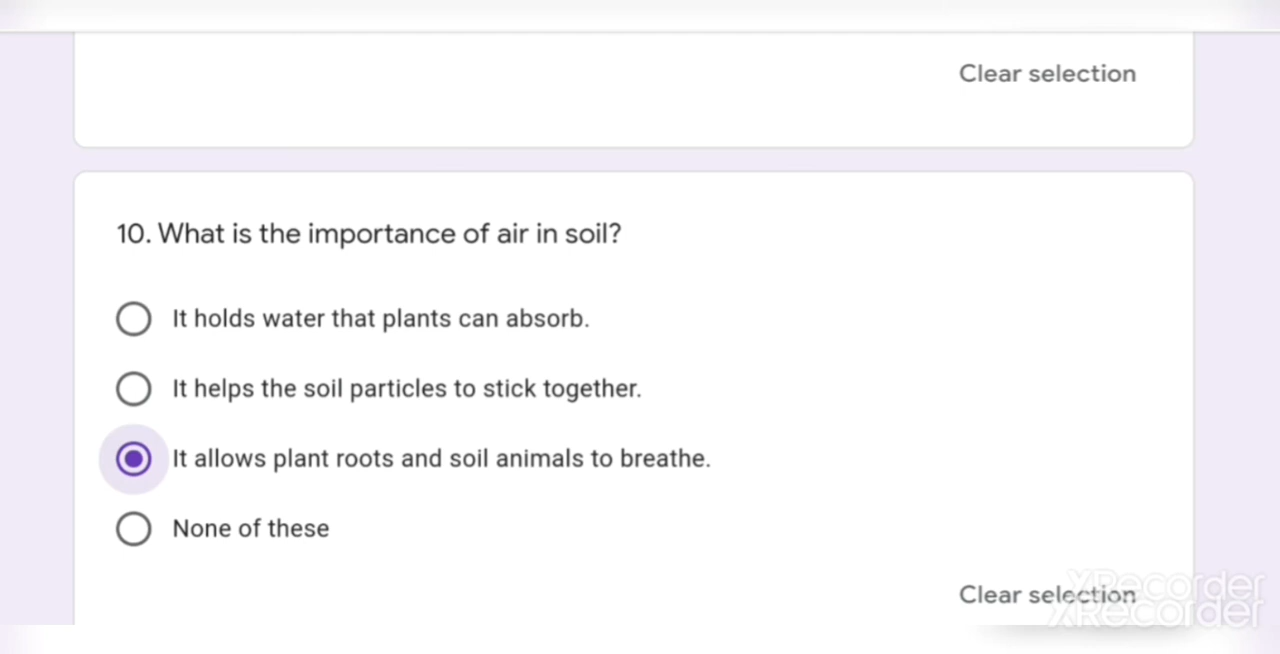 Clear selection
10. What is the importance of air in soil?
It holds water that plants can absorb.
It helps the soil particles to stick together.
It allows plant roots and soil animals to breathe.
None of these
Clear selection
XRecorder
XRecorder